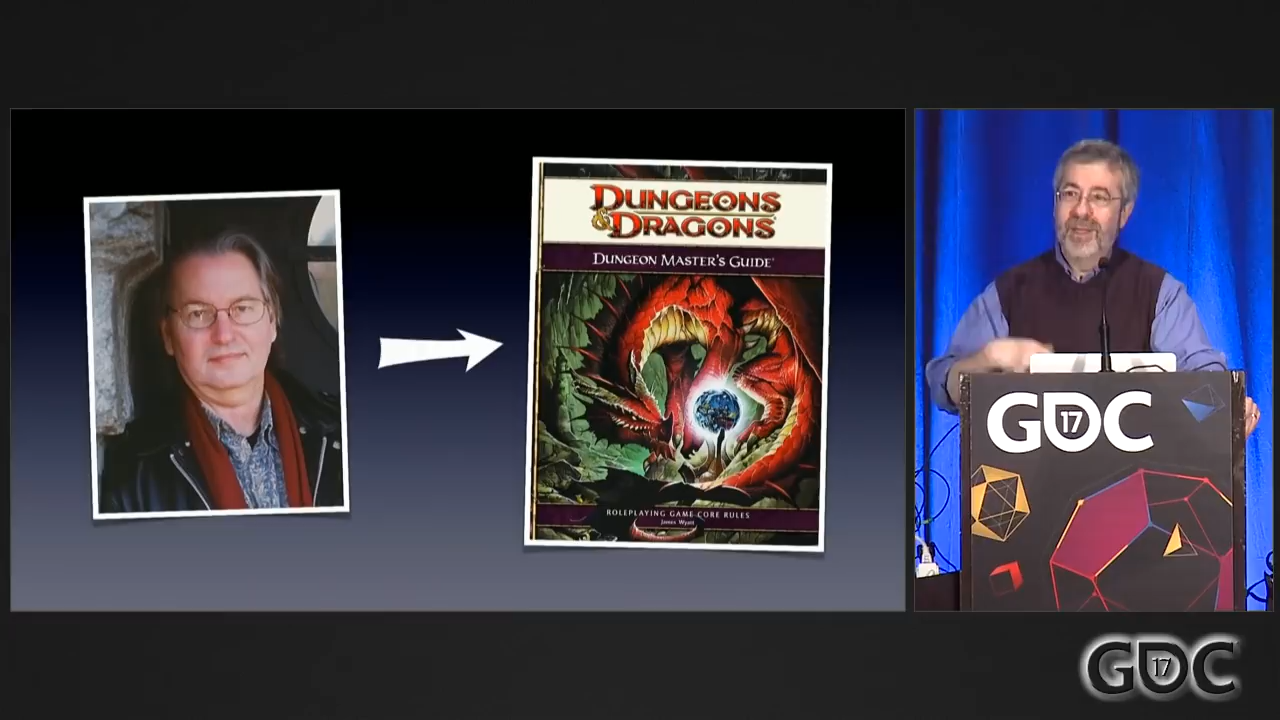 DUNGEONS
& DRAGONS
DUNGEON MASTER'S GUIDE®
ROLEPLAYING GAME CORE RULES
James Wyatt
GDC
17
GDC
17